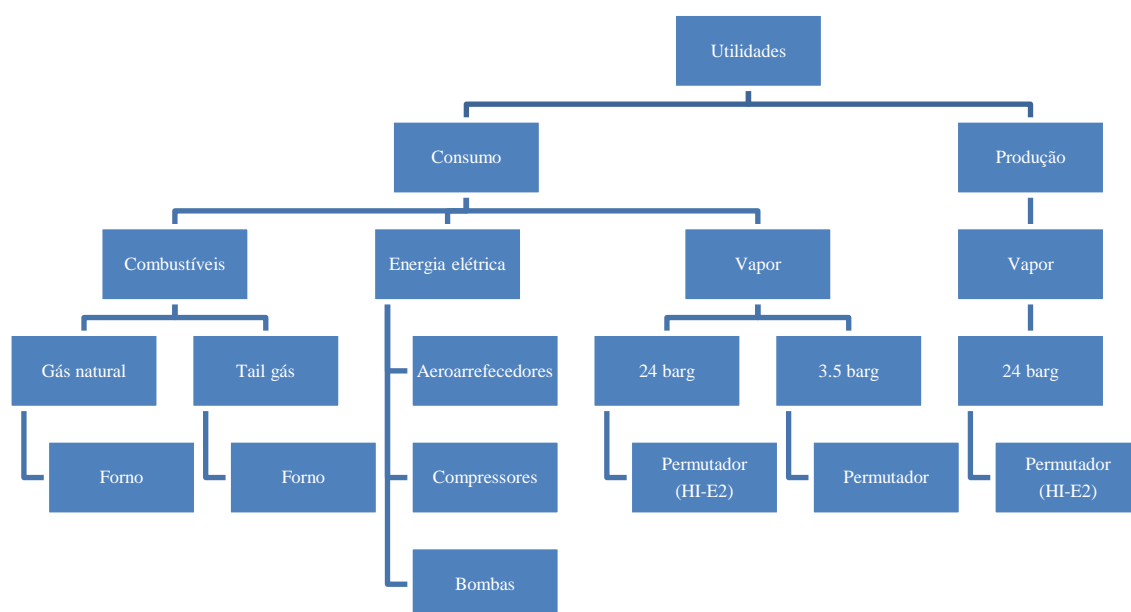 Utilidades
Consumo
Produção
Combustíveis
Energia elétrica
Vapor
Vapor
Gás natural
Tail gás
Aeroarrefecedores
24 barg
3.5 barg
24 barg
Forno
Forno
Compressores
Permutador
(HI-E2)
Permutador
Permutador
(HI-E2)
Bombas